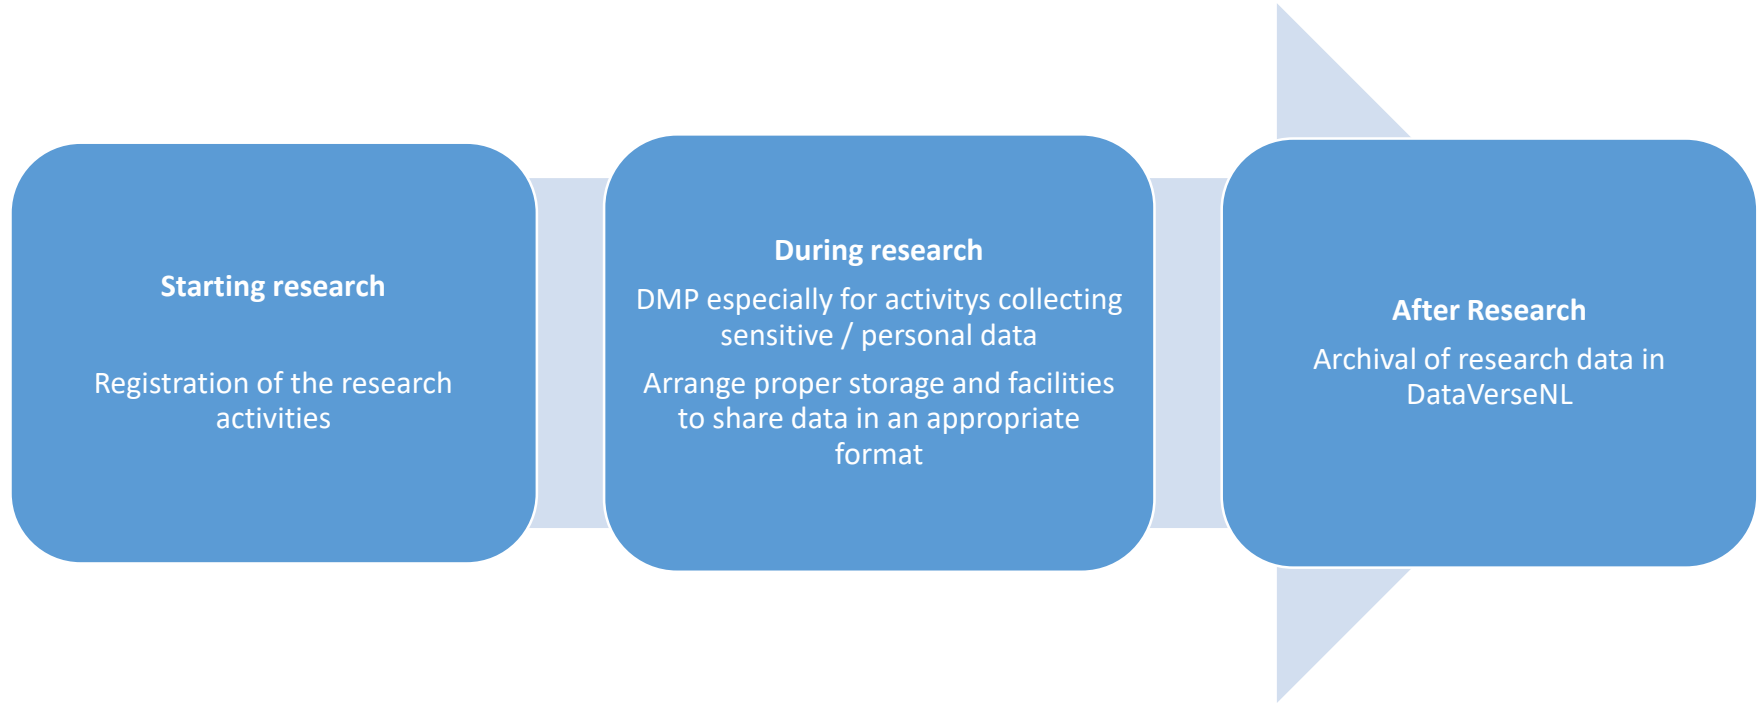 Starting research
Registration of the research
activities
During research
DMP especially for activitys collecting
sensitive / personal data
Arrange proper storage and facilities
to share data in an appropriate
format
After Research
Archival of research data in
DataVerseNL